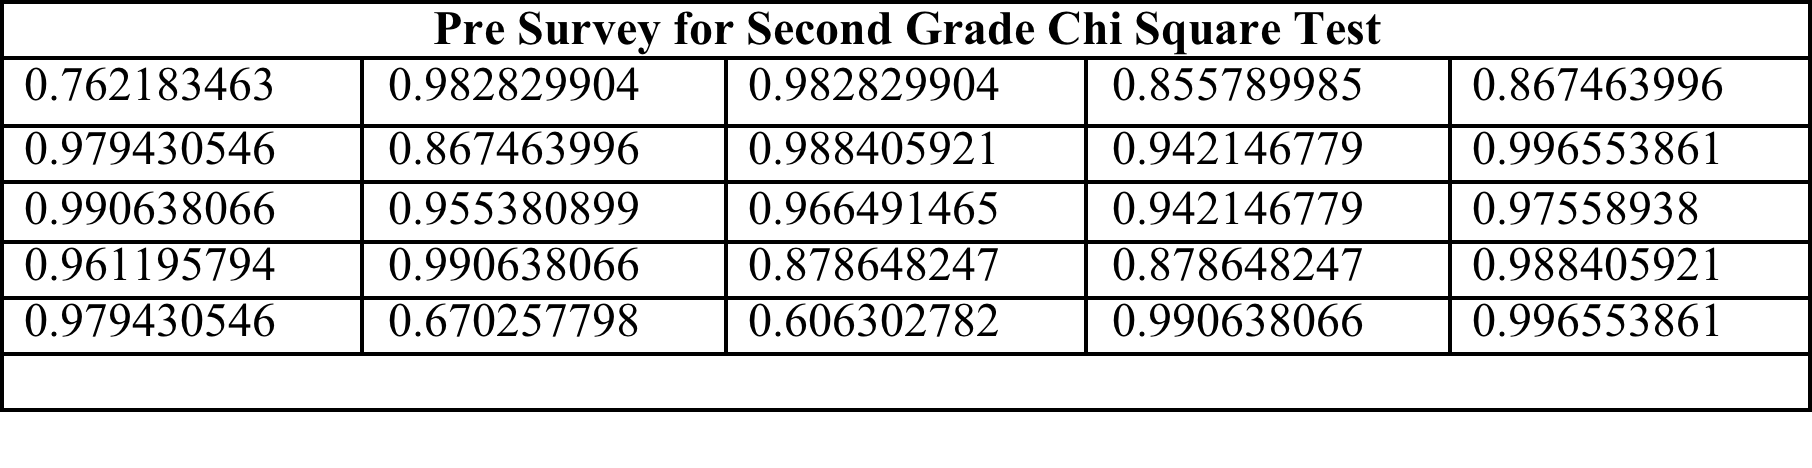 Pre Survey for Second Grade Chi Square Test
0.762183463 0.982829904 0.982829904 0.855789985 0.867463996
0.979430546 0.867463996 0.988405921 0.942146779 0.996553861
0.990638066 0.955380899 0.966491465 0.942146779 0.97558938
0.961195794 0.990638066 0.878648247 0.878648247 0.988405921
0.979430546 0.670257798 0.606302782 0.990638066 0.996553861